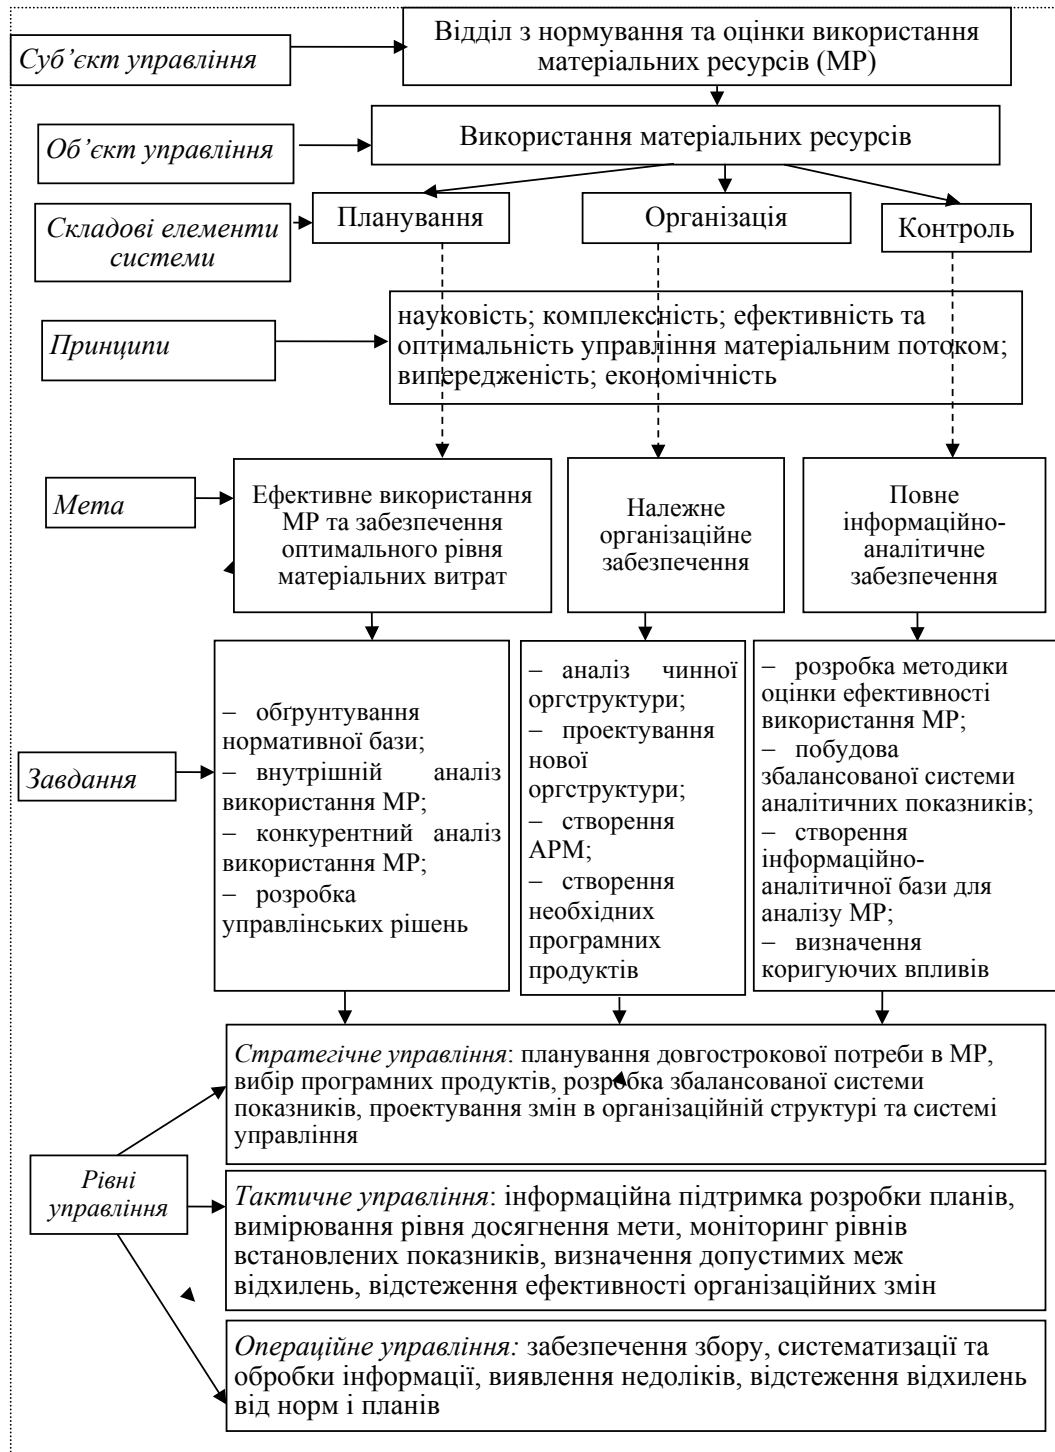 Суб’єкт управління
Відділ з нормування та оцінки використання
матеріальних ресурсів (МР)
Об’єкт управління
Використання матеріальних ресурсів
Складові елементи
системи
Планування
Організація
Контроль
Принципи
науковість; комплексність; ефективність та
оптимальність управління матеріальним потоком;
випередженість; економічність
Мета
Ефективне використання
МР та забезпечення
оптимального рівня
матеріальних витрат
Належне
організаційне
забезпечення
Повне
інформаційно-
аналітичне
забезпечення
Завдання
– обґрунтування
нормативної бази;
– внутрішній аналіз
використання МР;
– конкурентний аналіз
використання МР;
– розробка
управлінських рішень
– аналіз чинної
оргструктури;
– проектування
нової
оргструктури;
– створення
АРМ;
– створення
необхідних
програмних
продуктів
– розробка методики
оцінки ефективності
використання МР;
– побудова
збалансованої системи
аналітичних показників;
– створення
інформаційно-
аналітичної бази для
аналізу МР;
– визначення
коригуючих впливів
Рівні
управління
Стратегічне управління: планування довгострокової потреби в МР,
вибір програмних продуктів, розробка збалансованої системи
показників, проектування змін в організаційній структурі та системі
управління
Тактичне управління: інформаційна підтримка розробки планів,
вимірювання рівня досягнення мети, моніторинг рівнів
встановлених показників, визначення допустимих меж
відхилень, відстеження ефективності організаційних змін
Операційне управління: забезпечення збору, систематизації та
обробки інформації, виявлення недоліків, відстеження відхилень
від норм і планів